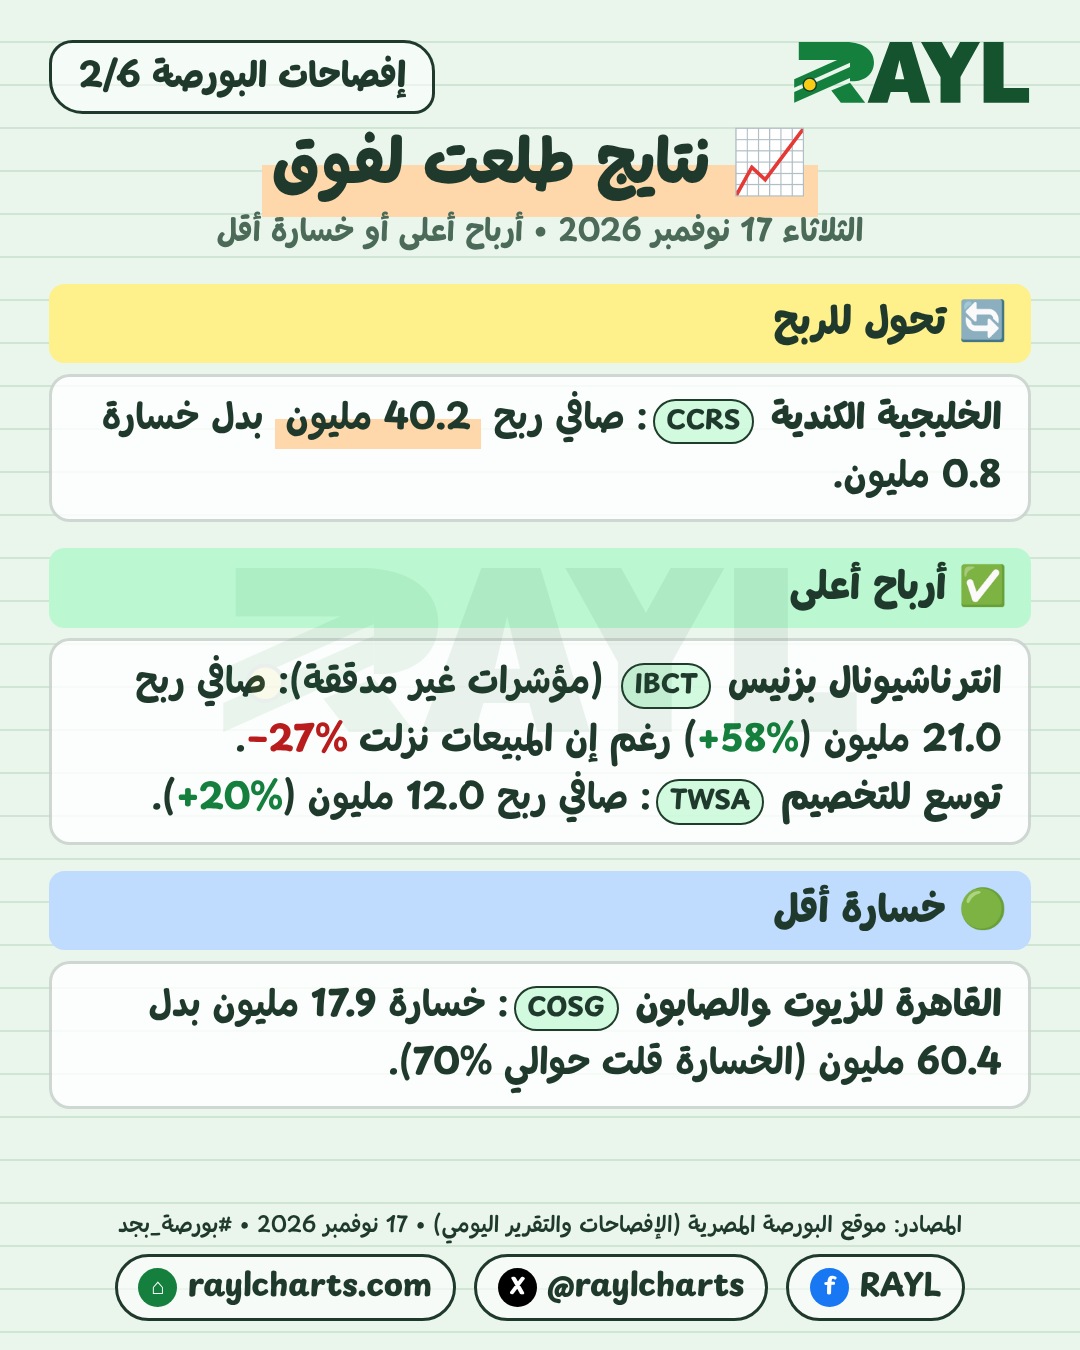 RAYL
إفصاحات البورصة 2/6
📈 نتايج طلعت لفوق
الثلاثاء 17 نوفمبر 2026 • أرباح أعلى أو خسارة أقل
🔄 تحول للربح
الخليجية الكندية CCRS: صافي ربح 40.2 مليون بدل خسارة
0.8 مليون.
✅ أرباح أعلى
انترناشيونال بزنيس IBCT (مؤشرات غير مدققة): صافي ربح
21.0 مليون (+58%) رغم إن المبيعات نزلت −27%.
توسع للتخصيم TWSA: صافي ربح 12.0 مليون (+20%).
🟢 خسارة أقل
القاهرة للزيوت والصابون COSG: خسارة 17.9 مليون بدل
60.4 مليون (الخسارة قلت حوالي 70%).
المصادر: موقع البورصة المصرية (الإفصاحات والتقرير اليومي) • 17 نوفمبر 2026 • #بورصة_بجد
raylcharts.com
@raylcharts
RAYL